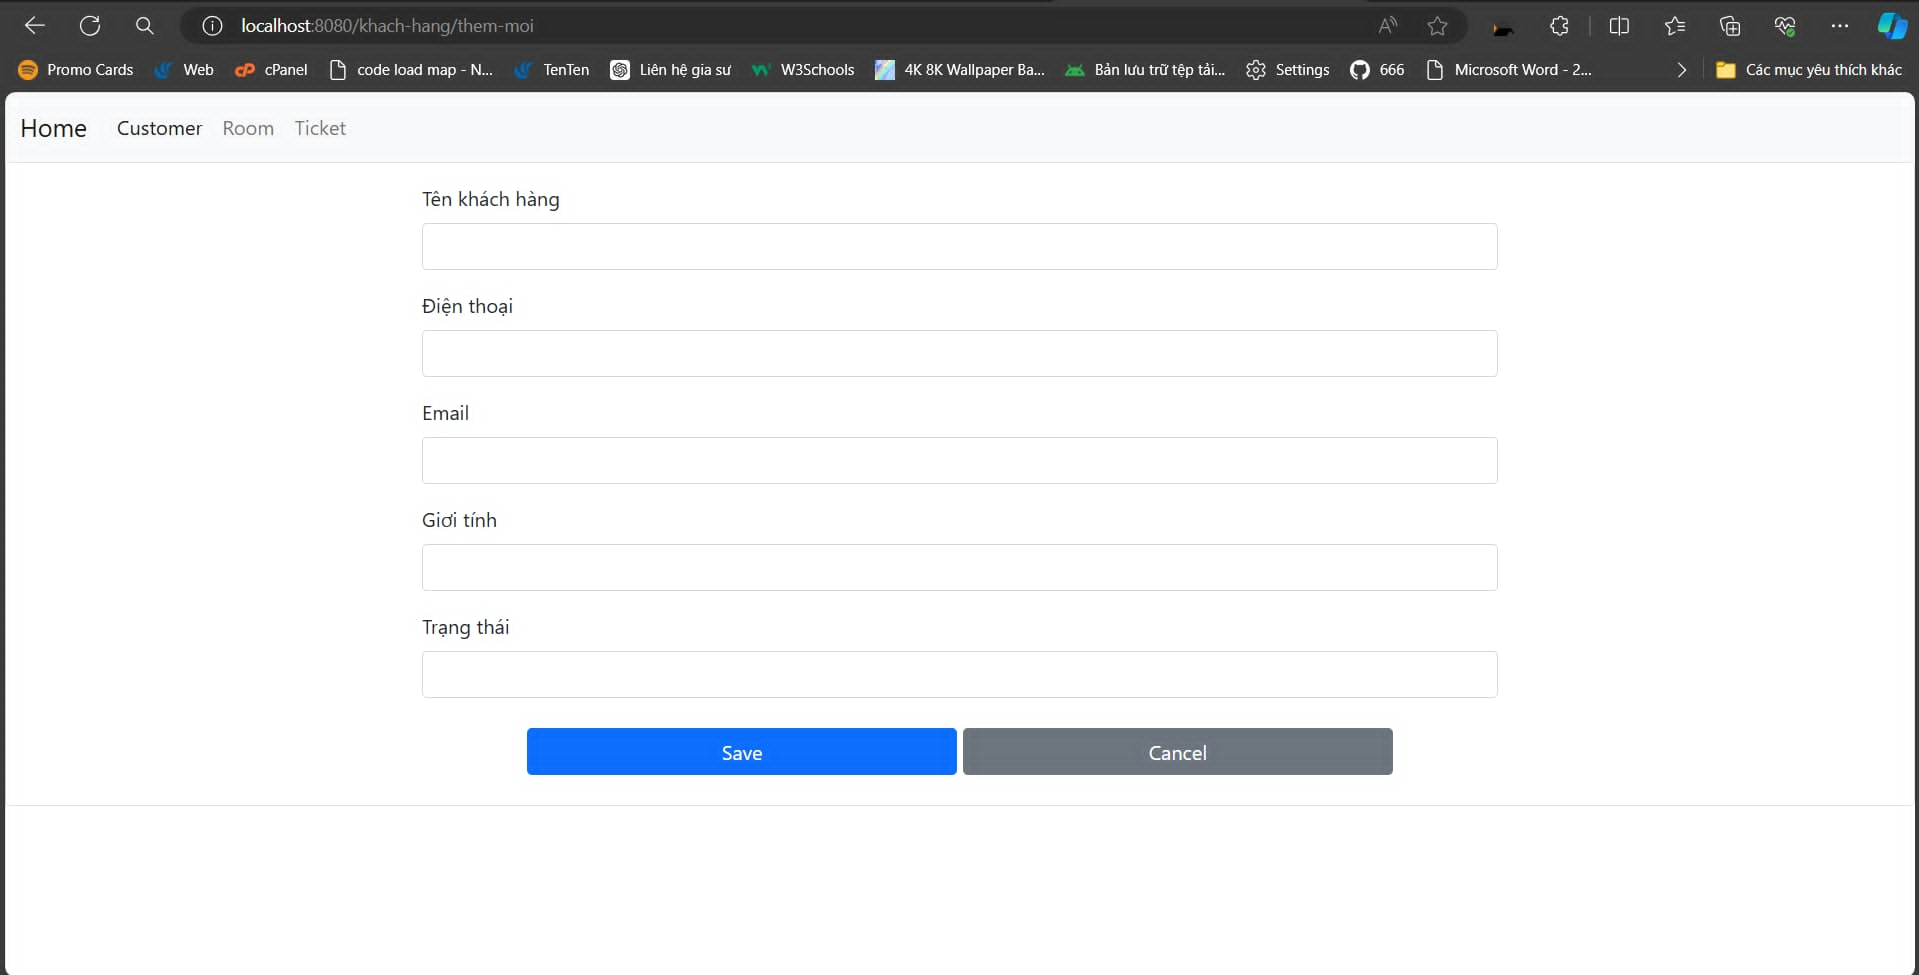 localhost:8080/khach-hang/them-moi
Promo Cards Web cPanel code load map - N... TenTen Liên hệ gia sư W3Schools 4K 8K Wallpaper Ba... Bản lưu trữ tệp tải... Settings 666 Microsoft Word - 2... Các mục yêu thích khác
Home Customer Room Ticket
Tên khách hàng
Điện thoại
Email
Giơi tính
Trạng thái
Save Cancel